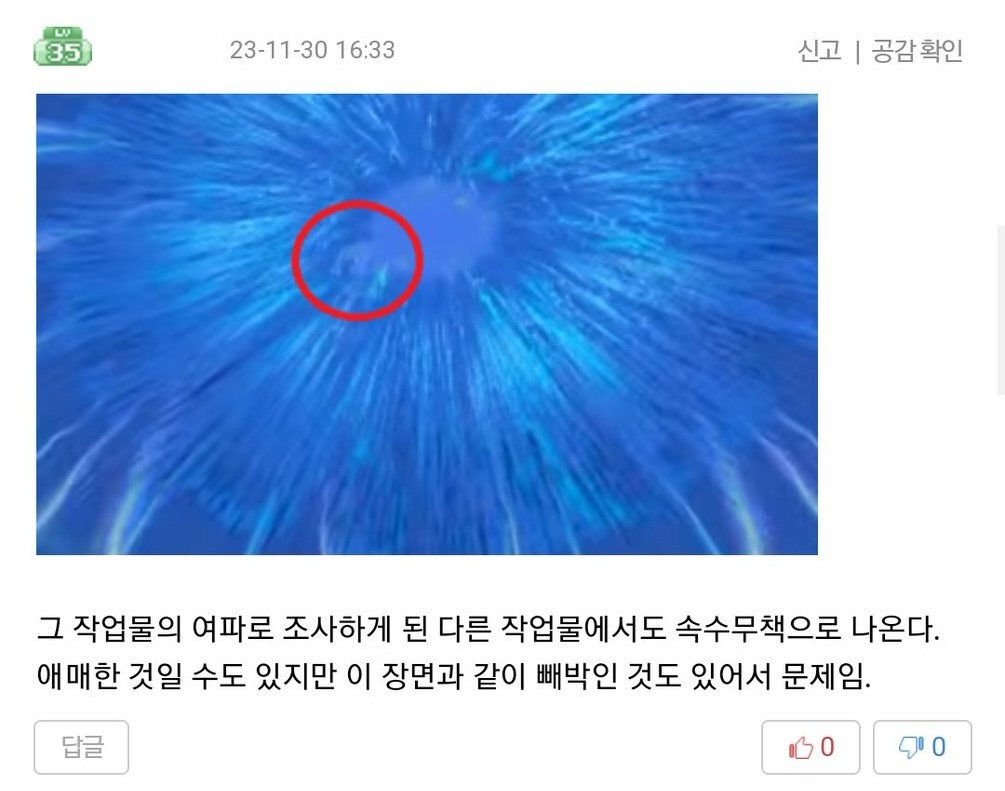 LV
35
23-11-30 16:33
신고 | 공감 확인
그 작업물의 여파로 조사하게 된 다른 작업물에서도 속수무책으로 나온다.
애매한 것일 수도 있지만 이 장면과 같이 빼박인 것도 있어서 문제임.
답글
0
0